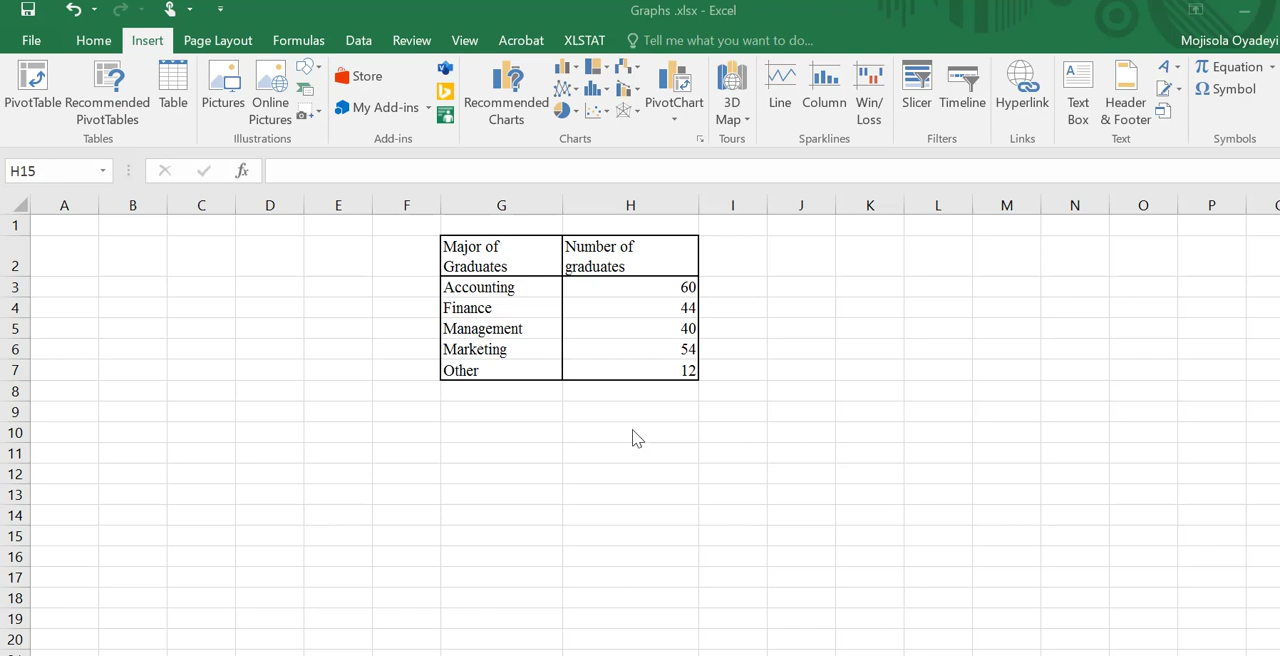 Graphs .xlsx - Excel
File Home Insert Page Layout Formulas Data Review View Acrobat XLSTAT Tell me what you want to do... Mojisola Oyadeyi
PivotTable Recommended PivotTables Table Pictures Online Pictures Store My Add-ins Recommended Charts PivotChart 3D Map Line Column Win/ Loss Slicer Timeline Hyperlink Text Box Header & Footer Equation Symbol
Tables Illustrations Add-ins Charts Tours Sparklines Filters Links Text Symbols
H15 fx
A B C D E F G H I J K L M N O P
1
2 Major of Graduates Number of graduates
3 Accounting 60
4 Finance 44
5 Management 40
6 Marketing 54
7 Other 12
8
9
10
11
12
13
14
15
16
17
18
19
20